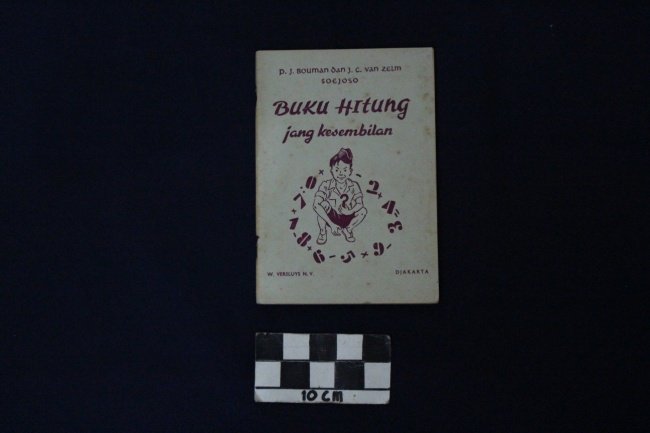 P. J. BOUMAN DAN J. C. VAN ZELM
SOEJOSO
BUKU HITUNG
jang kesembilan
?
W. VERSLUYS N.V. DJAKARTA
10 CM